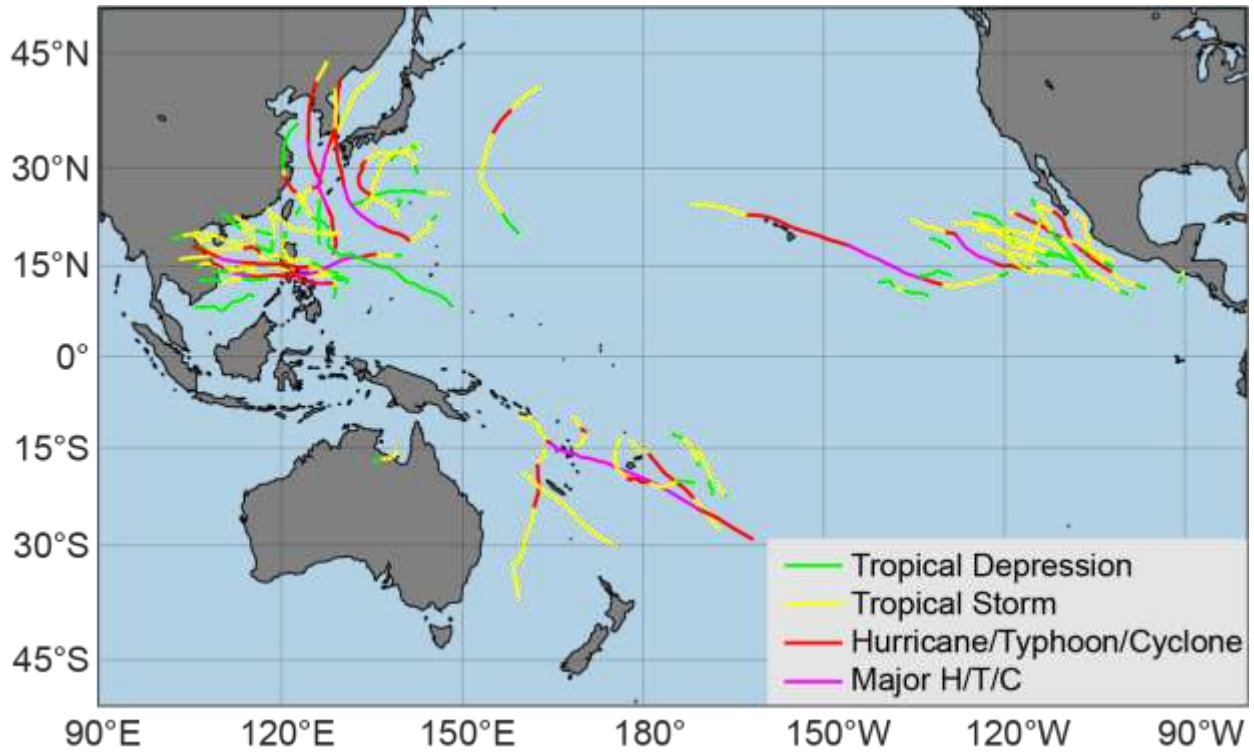 45°N
30°N
15°N
0°
15°S
30°S
45°S
Tropical Depression
Tropical Storm
Hurricane/Typhoon/Cyclone
Major H/T/C
90°E 120°E 150°E 180° 150°W 120°W 90°W